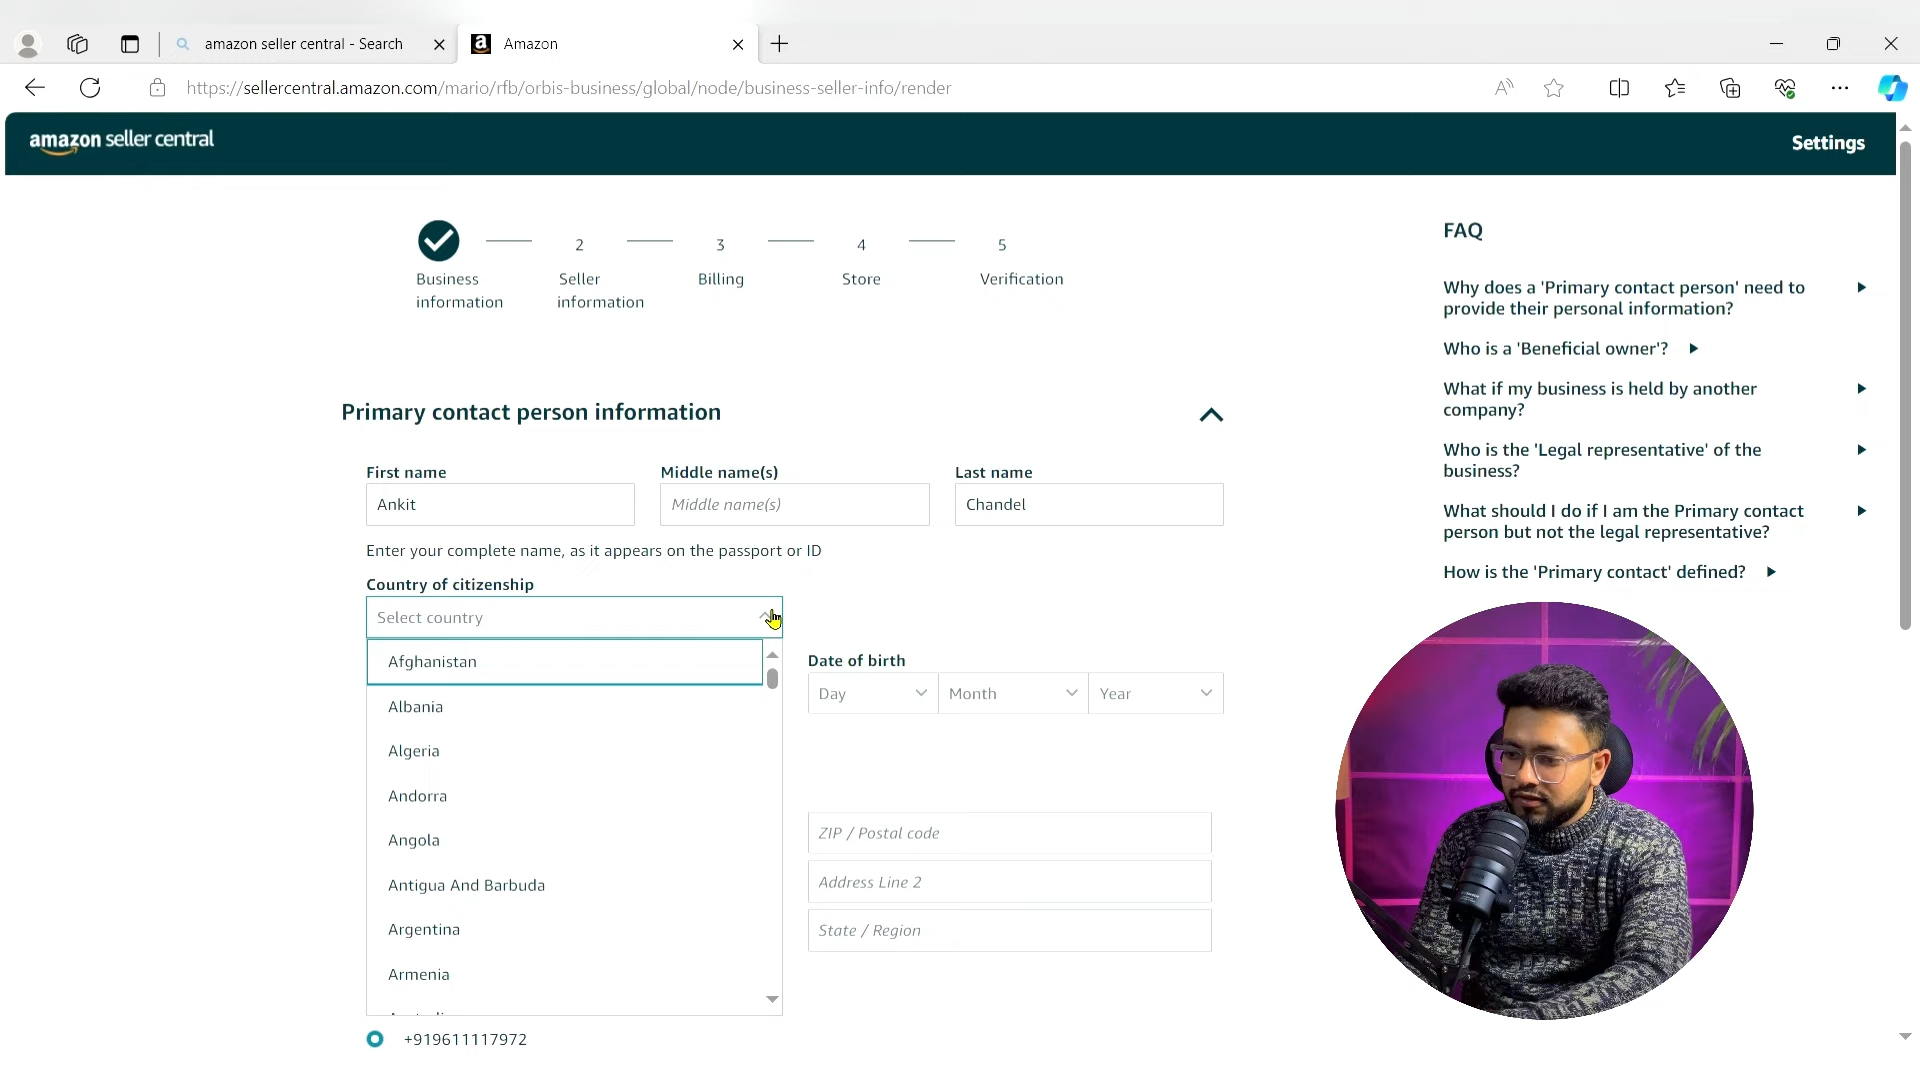 amazon seller central - Search
Amazon
https://sellercentral.amazon.com/mario/rfb/orbis-business/global/node/business-seller-info/render
amazon seller central
Settings
2
3
4
5
Business information
Seller information
Billing
Store
Verification
Primary contact person information
First name
Middle name(s)
Last name
Ankit
Middle name(s)
Chandel
Enter your complete name, as it appears on the passport or ID
Country of citizenship
Select country
Afghanistan
Albania
Algeria
Andorra
Angola
Antigua And Barbuda
Argentina
Armenia
Date of birth
Day
Month
Year
ZIP / Postal code
Address Line 2
State / Region
+919611117972
FAQ
Why does a 'Primary contact person' need to
provide their personal information?
Who is a 'Beneficial owner'?
What if my business is held by another
company?
Who is the 'Legal representative' of the
business?
What should I do if I am the Primary contact
person but not the legal representative?
How is the 'Primary contact' defined?